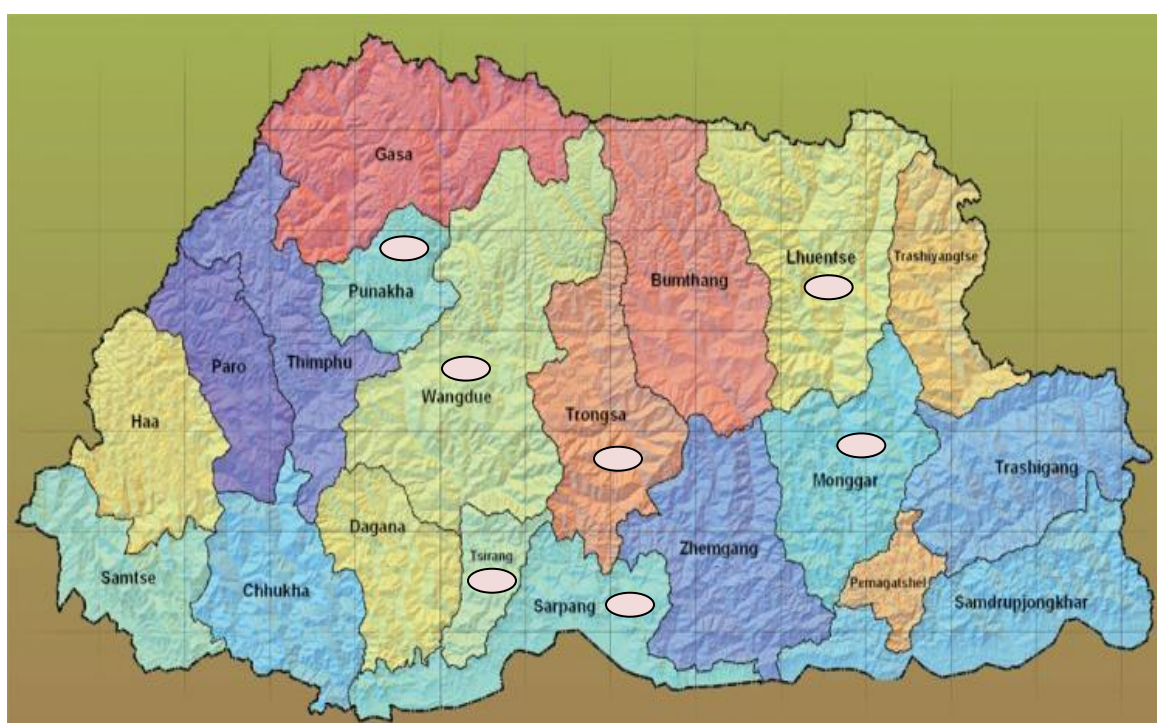 Gasa
Punakha
Lhuentse
Trashiyangtse
Bumthang
Thimphu
Paro
Wangdue
Trongsa
Haa
Monggar
Trashigang
Dagana
Tsirang
Zhemgang
Samtse
Chhukha
Sarpang
Pemagatshel
Samdrupjongkhar